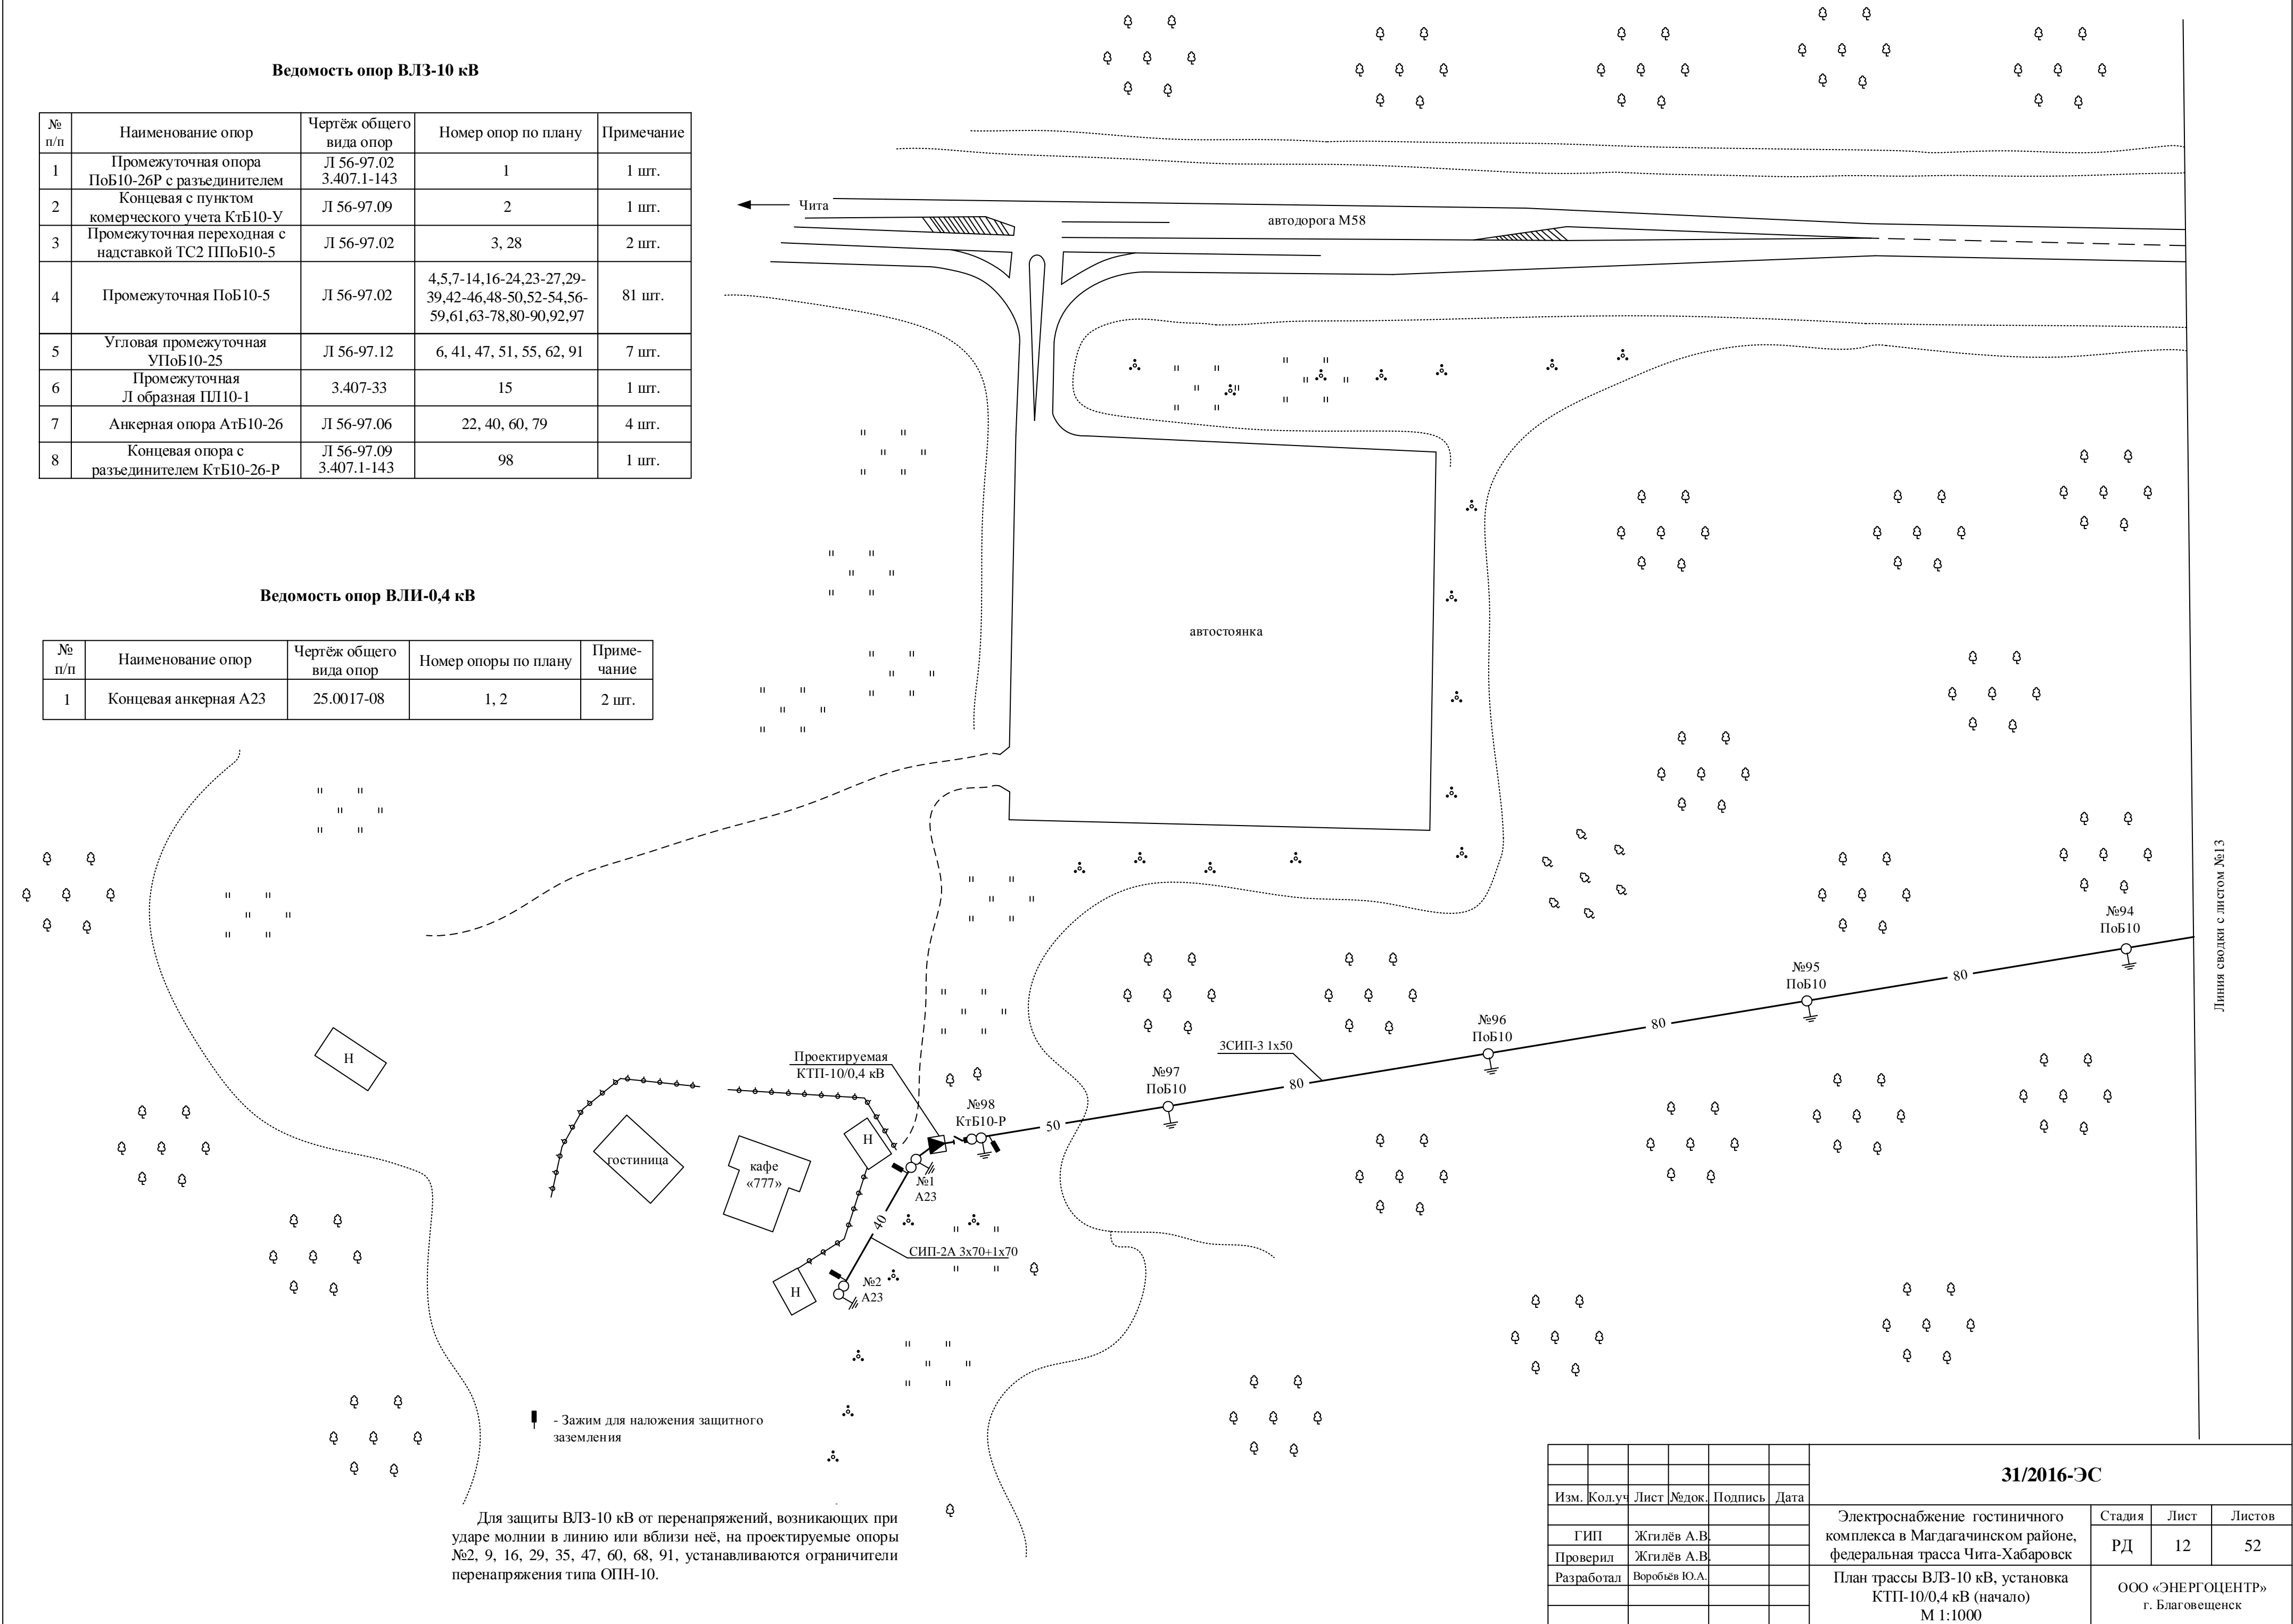 Ведомость опор ВЛЗ-10 кВ
№ п/п
Наименование опор
Чертёж общего
вида опор
Номер опор по плану
Примечание
1
Промежуточная опора
ПоБ10-26Р с разъединителем
Л 56-97.02
3.407.1-143
1
1 шт.
2
Концевая с пунктом
комерческого учета КтБ10-У
Л 56-97.09
2
1 шт.
3
Промежуточная переходная с
надставкой ТС2 ППоБ10-5
Л 56-97.02
3, 28
2 шт.
4
Промежуточная ПоБ10-5
Л 56-97.02
4,5,7-14,16-24,23-27,29-
39,42-46,48-50,52-54,56-
59,61,63-78,80-90,92,97
81 шт.
5
Угловая промежуточная
УПоБ10-25
Л 56-97.12
6, 41, 47, 51, 55, 62, 91
7 шт.
6
Промежуточная
Л образная ПЛ10-1
3.407-33
15
1 шт.
7
Анкерная опора АтБ10-26
Л 56-97.06
22, 40, 60, 79
4 шт.
8
Концевая опора с
разъединителем КтБ10-26-Р
Л 56-97.09
3.407.1-143
98
1 шт.
Ведомость опор ВЛИ-0,4 кВ
№ п/п
Наименование опор
Чертёж общего
вида опор
Номер опоры по плану
Приме-
чание
1
Концевая анкерная А23
25.0017-08
1, 2
2 шт.
Чита
автодорога М58
автостоянка
Линия сводки с листом №13
№94
ПоБ10
80
№95
ПоБ10
80
№96
ПоБ10
3СИП-3 1х50
80
№97
ПоБ10
50
№98
КтБ10-Р
Проектируемая
КТП-10/0,4 кВ
Н
Н
гостиница
кафе
«777»
№1
А23
40
СИП-2А 3х70+1х70
№2
А23
Н
- Зажим для наложения защитного
заземления
Для защиты ВЛЗ-10 кВ от перенапряжений, возникающих при
ударе молнии в линию или вблизи неё, на проектируемые опоры
№2, 9, 16, 29, 35, 47, 60, 68, 91, устанавливаются ограничители
перенапряжения типа ОПН-10.
31/2016-ЭС
Изм. Кол.уч Лист №док. Подпись Дата
ГИП Жгилёв А.В.
Проверил Жгилёв А.В.
Разработал Воробьёв Ю.А.
Электроснабжение гостиничного
комплекса в Магдагачинском районе,
федеральная трасса Чита-Хабаровск
Стадия Лист Листов
РД 12 52
План трассы ВЛЗ-10 кВ, установка
КТП-10/0,4 кВ (начало)
М 1:1000
ООО «ЭНЕРГОЦЕНТР»
г. Благовещенск